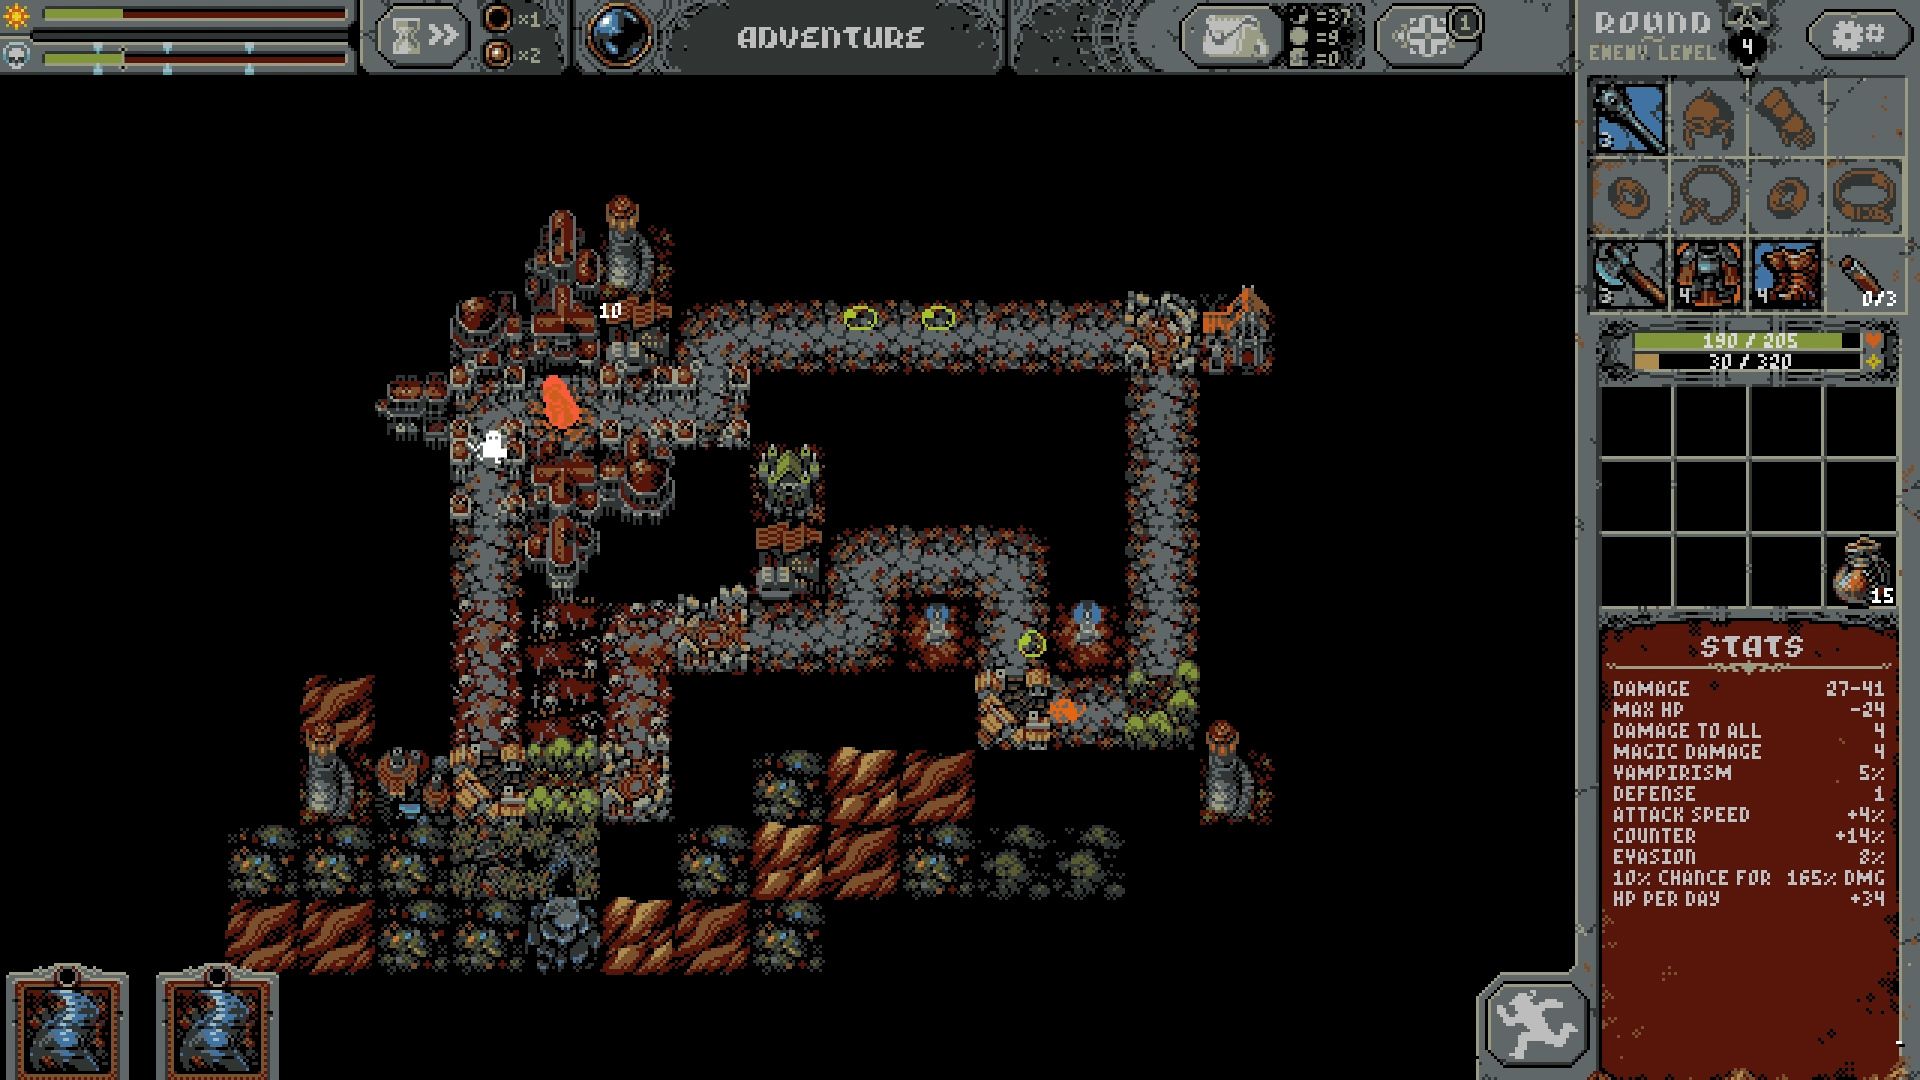 ×1
×2
ADVENTURE
=37
=9
=0
1
ROUND
ENEMY LEVEL
4
3
3
4
4
0/3
190 / 205
30 / 320
10
15
STATS
DAMAGE 27-41
MAX HP -24
DAMAGE TO ALL 4
MAGIC DAMAGE 4
VAMPIRISM 5%
DEFENSE 1
ATTACK SPEED +4%
COUNTER +14%
EVASION 8%
10% CHANCE FOR 165% DMG
HP PER DAY +34